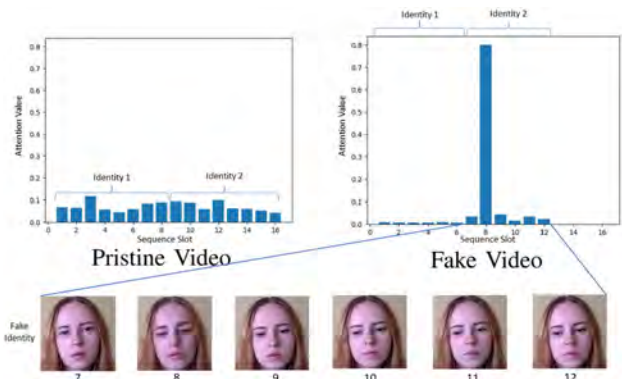 Identity 1
Identity 2
0.8
0.7
0.6
0.5
0.4
0.3
0.2
0.1
0.0
Attention Value
Identity 1
Identity 2
0 2 4 6 8 10 12 14 16
Sequence Slot
Pristine Video
0.8
0.7
0.6
0.5
0.4
0.3
0.2
0.1
0.0
Attention Value
0 2 4 6 8 10 12 14 16
Sequence Slot
Fake Video
Fake
Identity
7 8 9 10 11 12